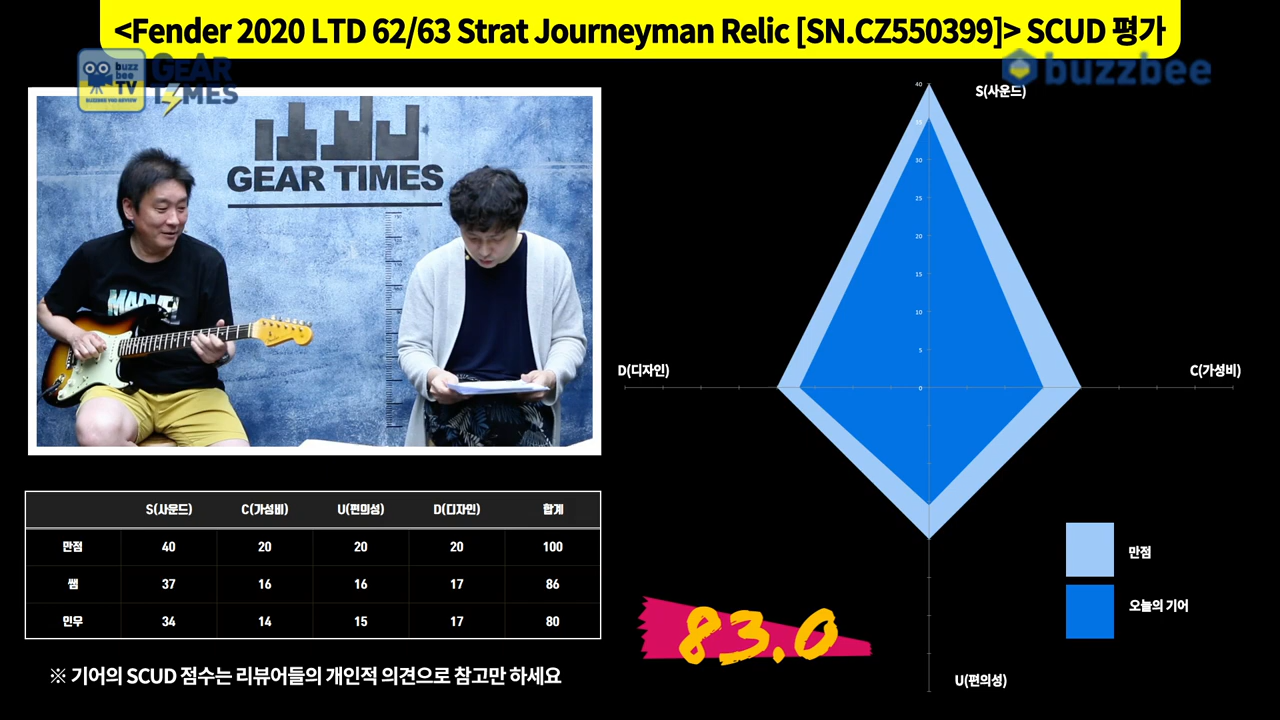 <Fender 2020 LTD 62/63 Strat Journeyman Relic [SN.CZ550399]> SCUD 평가
buzz bee TV
BUZZBEE THE REVIEW
GEAR TIMES
buzzbee
GEAR TIMES
MARVEL
S(사운드)
D(디자인)
C(가성비)
U(편의성)
40
35
30
25
20
15
10
5
0
만점
오늘의 기어
S(사운드) C(가성비) U(편의성) D(디자인) 합계
만점 40 20 20 20 100
쌤 37 16 16 17 86
민우 34 14 15 17 80
83.0
※ 기어의 SCUD 점수는 리뷰어들의 개인적 의견으로 참고만 하세요